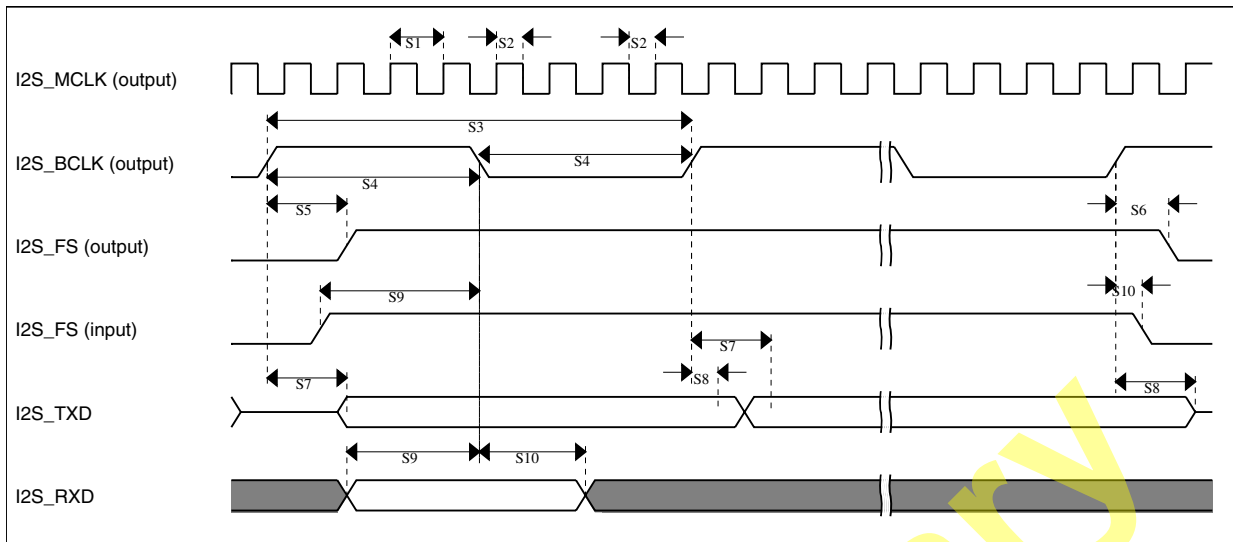 S1
S2
S2
I2S_MCLK (output)
S3
I2S_BCLK (output)
S4
S4
S5
S6
I2S_FS (output)
S9
S10
I2S_FS (input)
S7
S7
S8
S8
I2S_TXD
S9
S10
I2S_RXD
ery